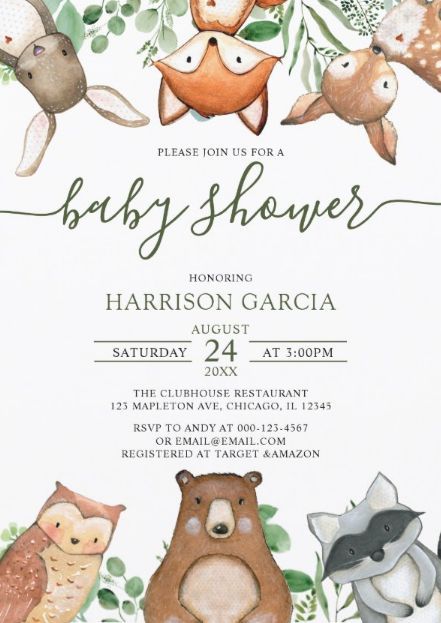 PLEASE JOIN US FOR A
baby shower
HONORING
HARRISON GARCIA
AUGUST
SATURDAY 24 AT 3:00PM
20XX
THE CLUBHOUSE RESTAURANT
123 MAPLETON AVE, CHICAGO, IL 12345
RSVP TO ANDY AT 000-123-4567
OR EMAIL@EMAIL.COM
REGISTERED AT TARGET &AMAZON